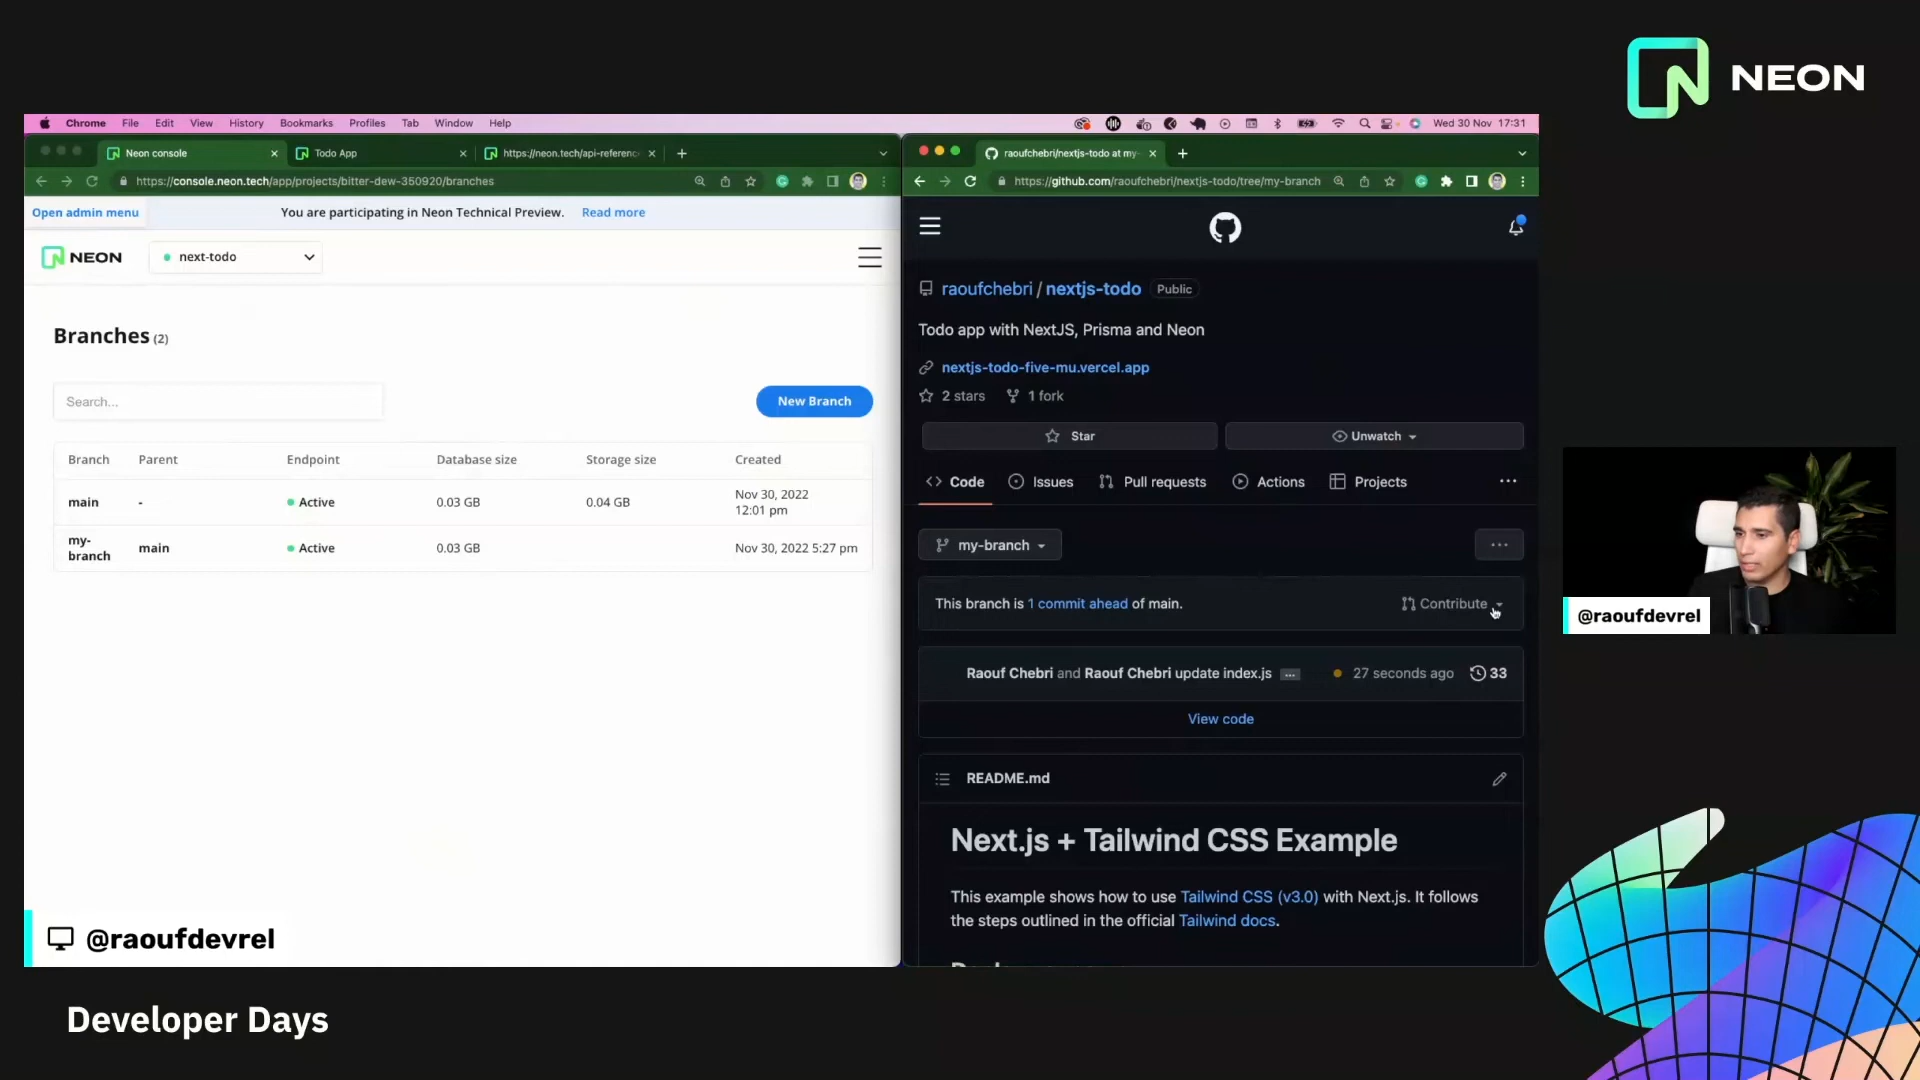 NEON
Chrome File Edit View History Bookmarks Profiles Tab Window Help
Wed 30 Nov 17:31
Neon console
Todo App
https://neon.tech/api-referenc
https://console.neon.tech/app/projects/bitter-dew-350920/branches
Open admin menu
You are participating in Neon Technical Preview. Read more
NEON
next-todo
Branches (2)
Search...
New Branch
Branch Parent Endpoint Database size Storage size Created
main - Active 0.03 GB 0.04 GB Nov 30, 2022
12:01 pm
my-
branch main Active 0.03 GB Nov 30, 2022 5:27 pm
@raoufdevrel
raoufchebri/nextjs-todo at my-
https://github.com/raoufchebri/nextjs-todo/tree/my-branch
raoufchebri / nextjs-todo Public
Todo app with NextJS, Prisma and Neon
nextjs-todo-five-mu.vercel.app
2 stars 1 fork
Star
Unwatch
Code Issues Pull requests Actions Projects ...
my-branch
...
This branch is 1 commit ahead of main.
Contribute
Raouf Chebri and Raouf Chebri update index.js ... 27 seconds ago 33
View code
README.md
Next.js + Tailwind CSS Example
This example shows how to use Tailwind CSS (v3.0) with Next.js. It follows
the steps outlined in the official Tailwind docs.
@raoufdevrel
Developer Days